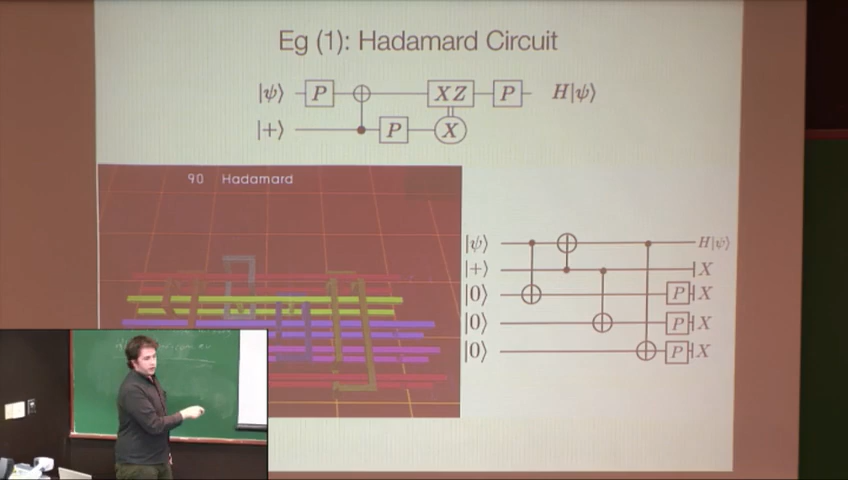 Eg (1): Hadamard Circuit
|ψ⟩ P XZ P H|ψ⟩
|+⟩ P X
90 Hadamard
|ψ⟩ H|ψ⟩
|+⟩ X
|0⟩ P X
|0⟩ P X
|0⟩ P X